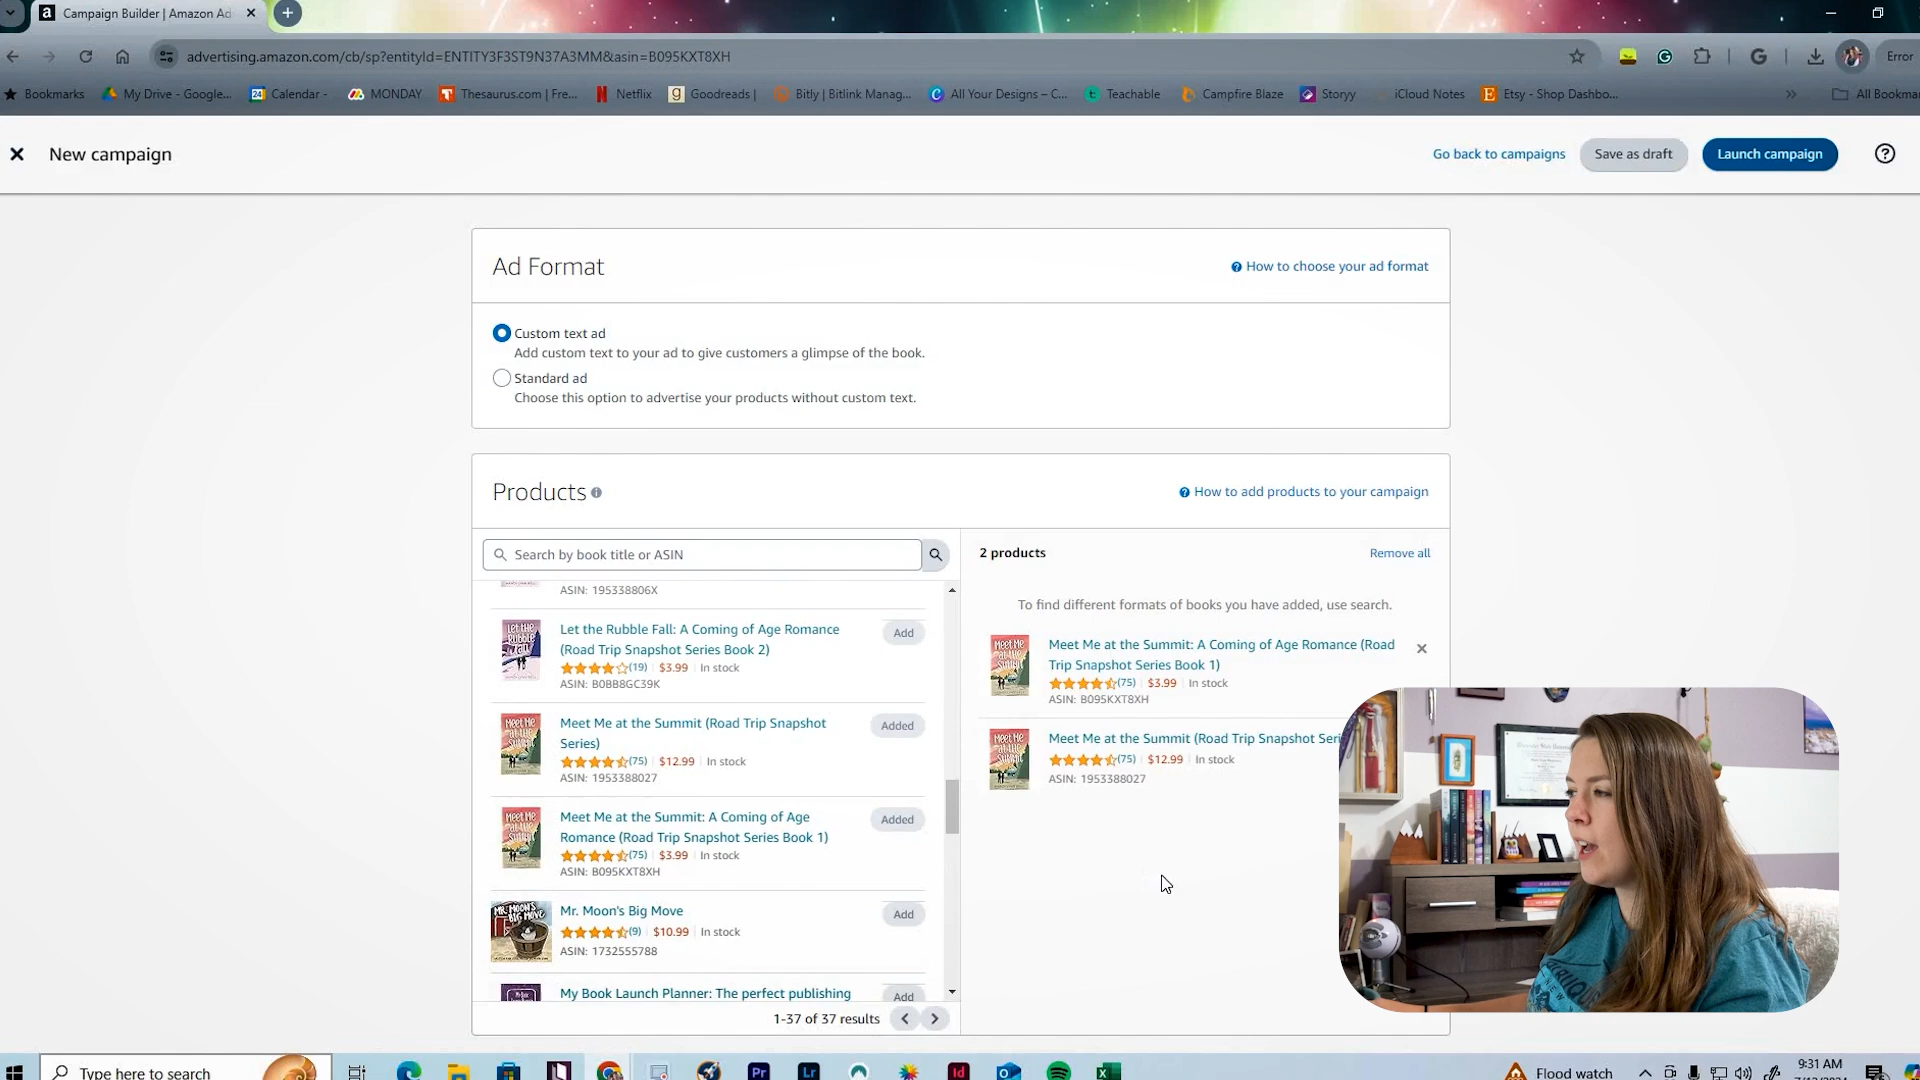 Campaign Builder | Amazon Ad
advertising.amazon.com/cb/sp?entityId=ENTITY3F3ST9N37A3MM&asin=B095KXT8XH
Error
Bookmarks
My Drive - Google...
Calendar -
MONDAY
Thesaurus.com | Fre...
Netflix
Goodreads |
Bitly | Bitlink Manag...
All Your Designs – C...
Teachable
Campfire Blaze
Storyy
iCloud Notes
Etsy - Shop Dashbo...
All Bookma
New campaign
Go back to campaigns
Save as draft
Launch campaign
Ad Format
How to choose your ad format
Custom text ad
Add custom text to your ad to give customers a glimpse of the book.
Standard ad
Choose this option to advertise your products without custom text.
Products
How to add products to your campaign
Search by book title or ASIN
ASIN: 195338806X
Let the Rubble Fall: A Coming of Age Romance
(Road Trip Snapshot Series Book 2)
(19) $3.99 In stock
ASIN: B0BB8GC39K
Add
Meet Me at the Summit (Road Trip Snapshot
Series)
(75) $12.99 In stock
ASIN: 1953388027
Added
Meet Me at the Summit: A Coming of Age
Romance (Road Trip Snapshot Series Book 1)
(75) $3.99 In stock
ASIN: B095KXT8XH
Added
Mr. Moon's Big Move
(9) $10.99 In stock
ASIN: 1732555788
Add
My Book Launch Planner: The perfect publishing
Add
1-37 of 37 results
2 products
Remove all
To find different formats of books you have added, use search.
Meet Me at the Summit: A Coming of Age Romance (Road
Trip Snapshot Series Book 1)
(75) $3.99 In stock
ASIN: B095KXT8XH
Meet Me at the Summit (Road Trip Snapshot Seri
(75) $12.99 In stock
ASIN: 1953388027
Type here to search
Pr
Lr
Id
Flood watch
9:31 AM